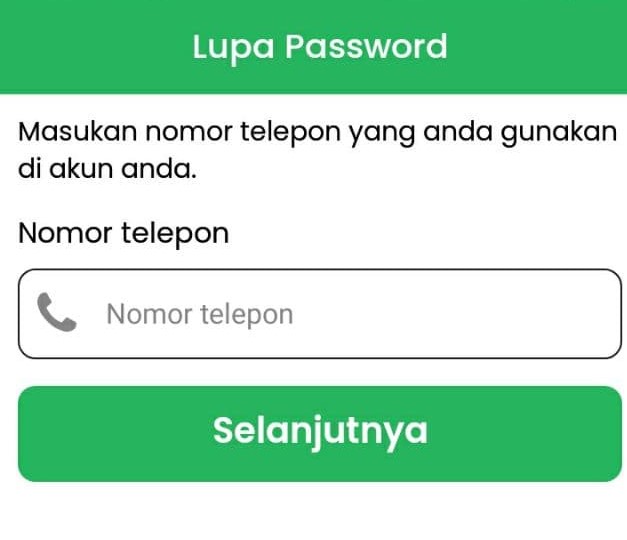 Lupa Password
Masukan nomor telepon yang anda gunakan
di akun anda.
Nomor telepon
Nomor telepon
Selanjutnya